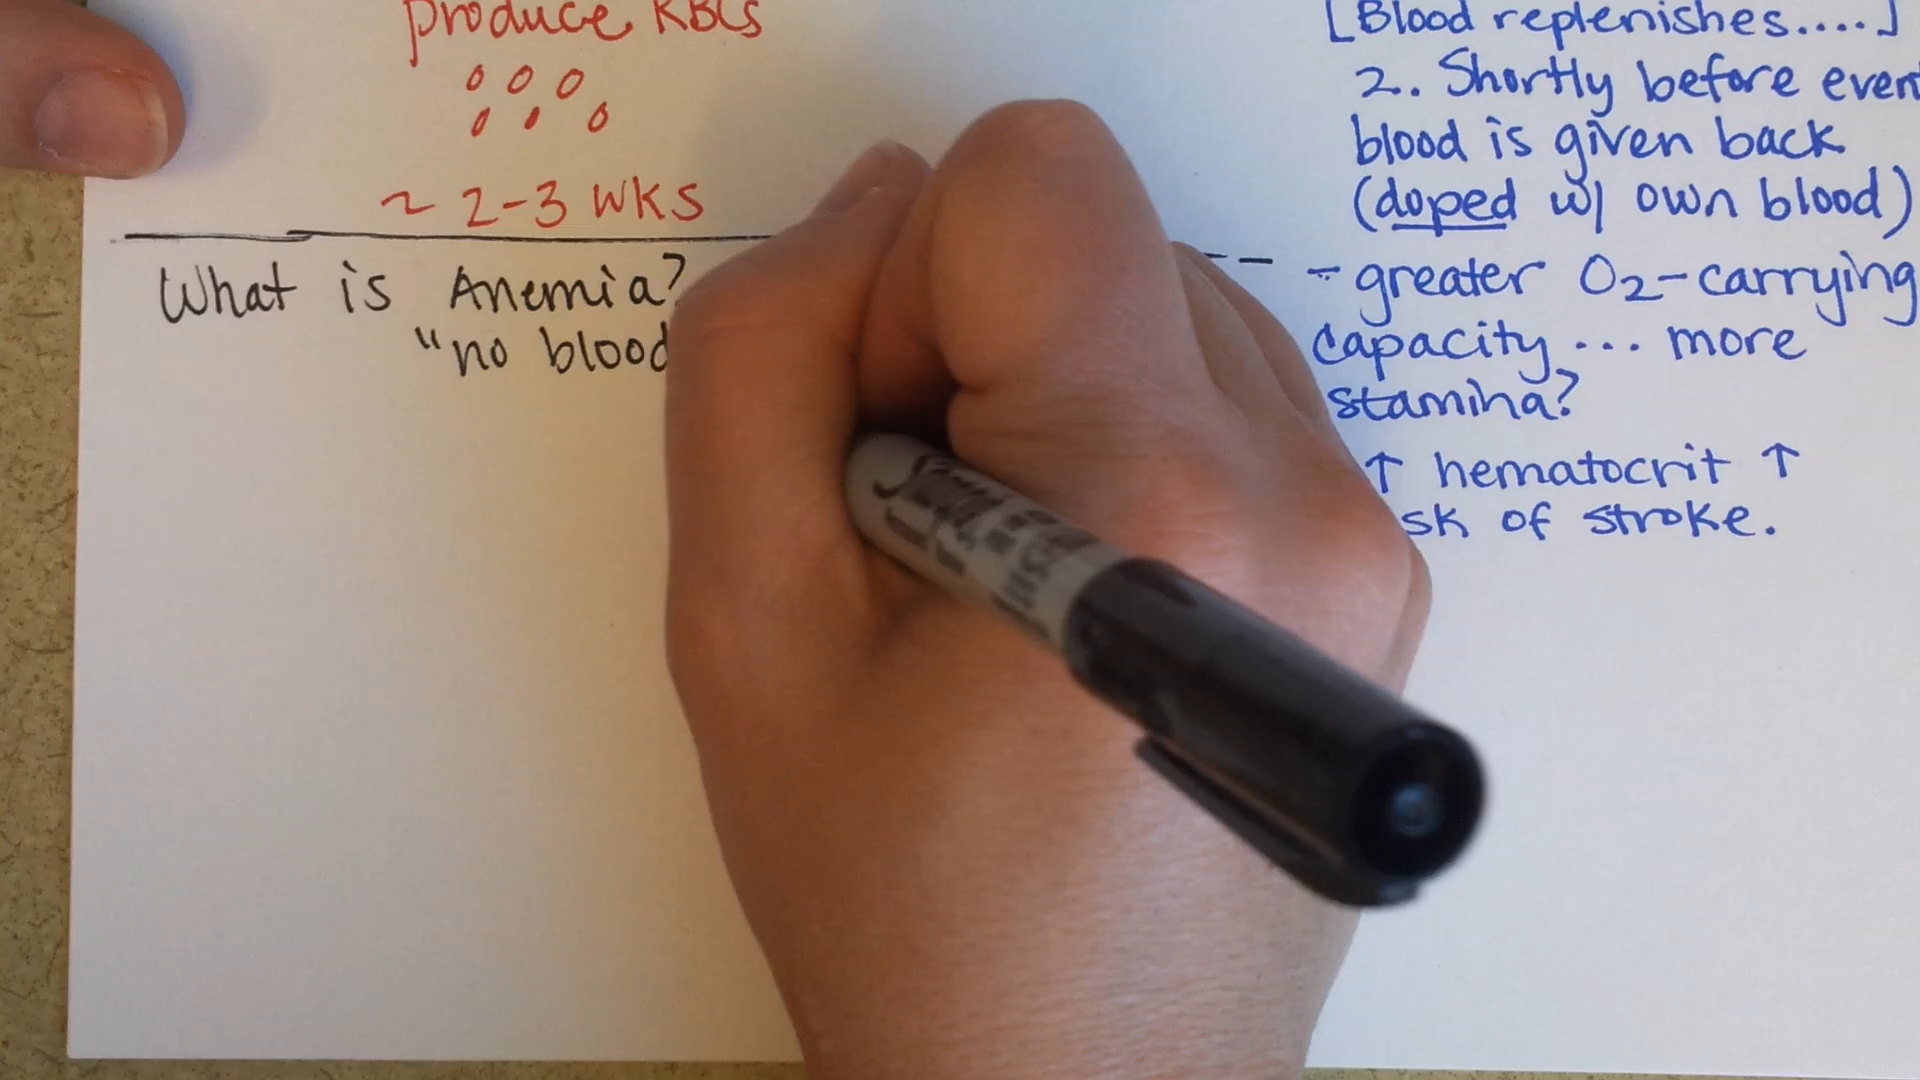 produce RBCs
~ 2-3 wks
What is Anemia?
"no blood
[Blood replenishes....]
2. Shortly before event
blood is given back
(doped w/ own blood)
- greater O2-carrying
capacity ... more
stamina?
↑ hematocrit ↑
sk of stroke.